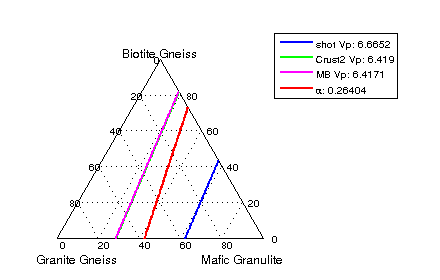 Biotite Gneiss
0
20 80
40 60
60 40
80 20
0 20 40 60 80 0
Granite Gneiss Mafic Granulite
shot Vp: 6.6652
Crust2 Vp: 6.419
MB Vp: 6.4171
α: 0.26404